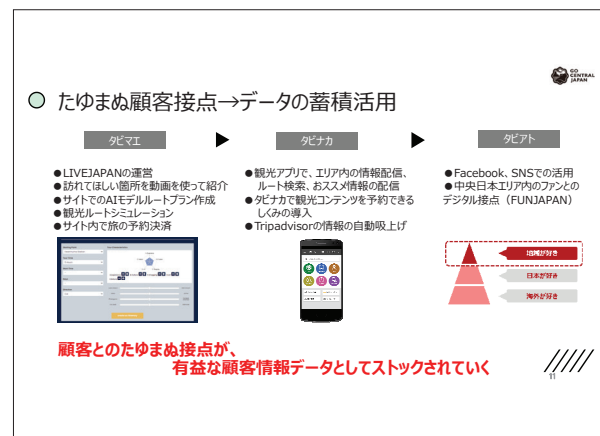 GO
CENTRAL
JAPAN
たゆまぬ顧客接点→データの蓄積活用
タビマエ
タビナカ
タビアト
●LIVEJAPANの運営
●訪れてほしい箇所を動画を使って紹介
●サイトでのAIモデルルートプラン作成
●観光ルートシミュレーション
●サイト内で旅の予約決済
●観光アプリで、エリア内の情報配信、
ルート検索、おススメ情報の配信
●タビナカで観光コンテンツを予約できる
しくみの導入
●Tripadvisorの情報の自動吸上げ
●Facebook、SNSでの活用
●中央日本エリア内のファンとの
デジタル接点（FUNJAPAN）
地域が好き
日本が好き
海外が好き
顧客とのたゆまぬ接点が、
有益な顧客情報データとしてストックされていく
11